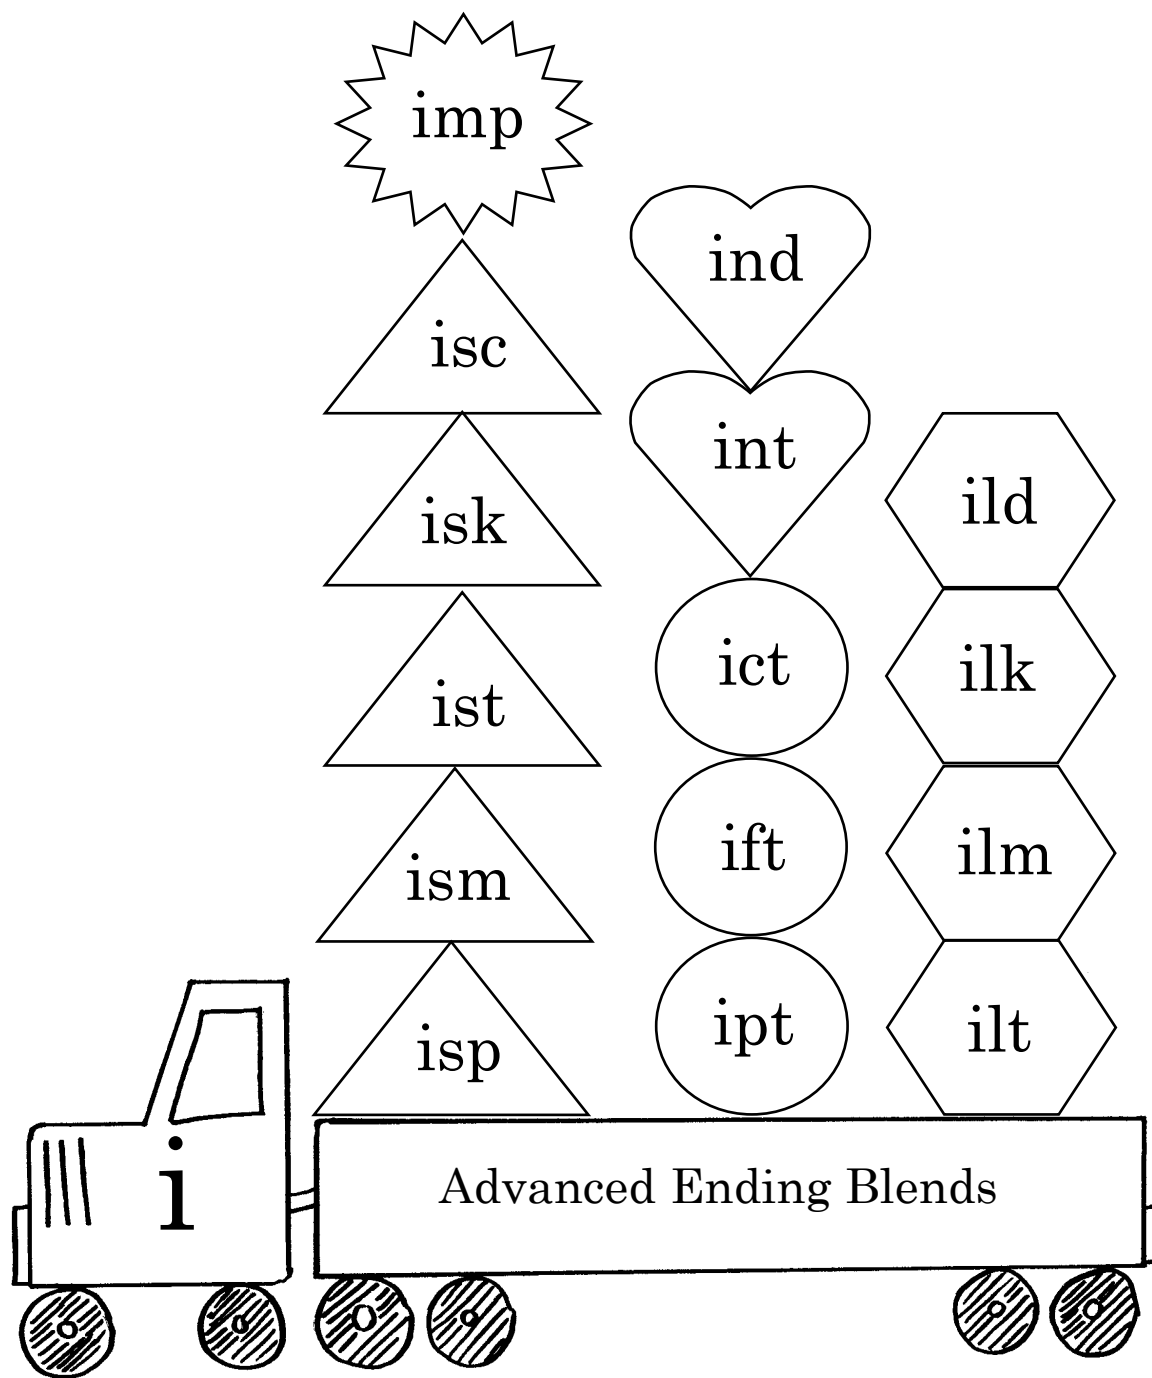 imp
isc
isk
ist
ism
isp
ind
int
ict
ift
ipt
ild
ilk
ilm
ilt
i
Advanced Ending Blends